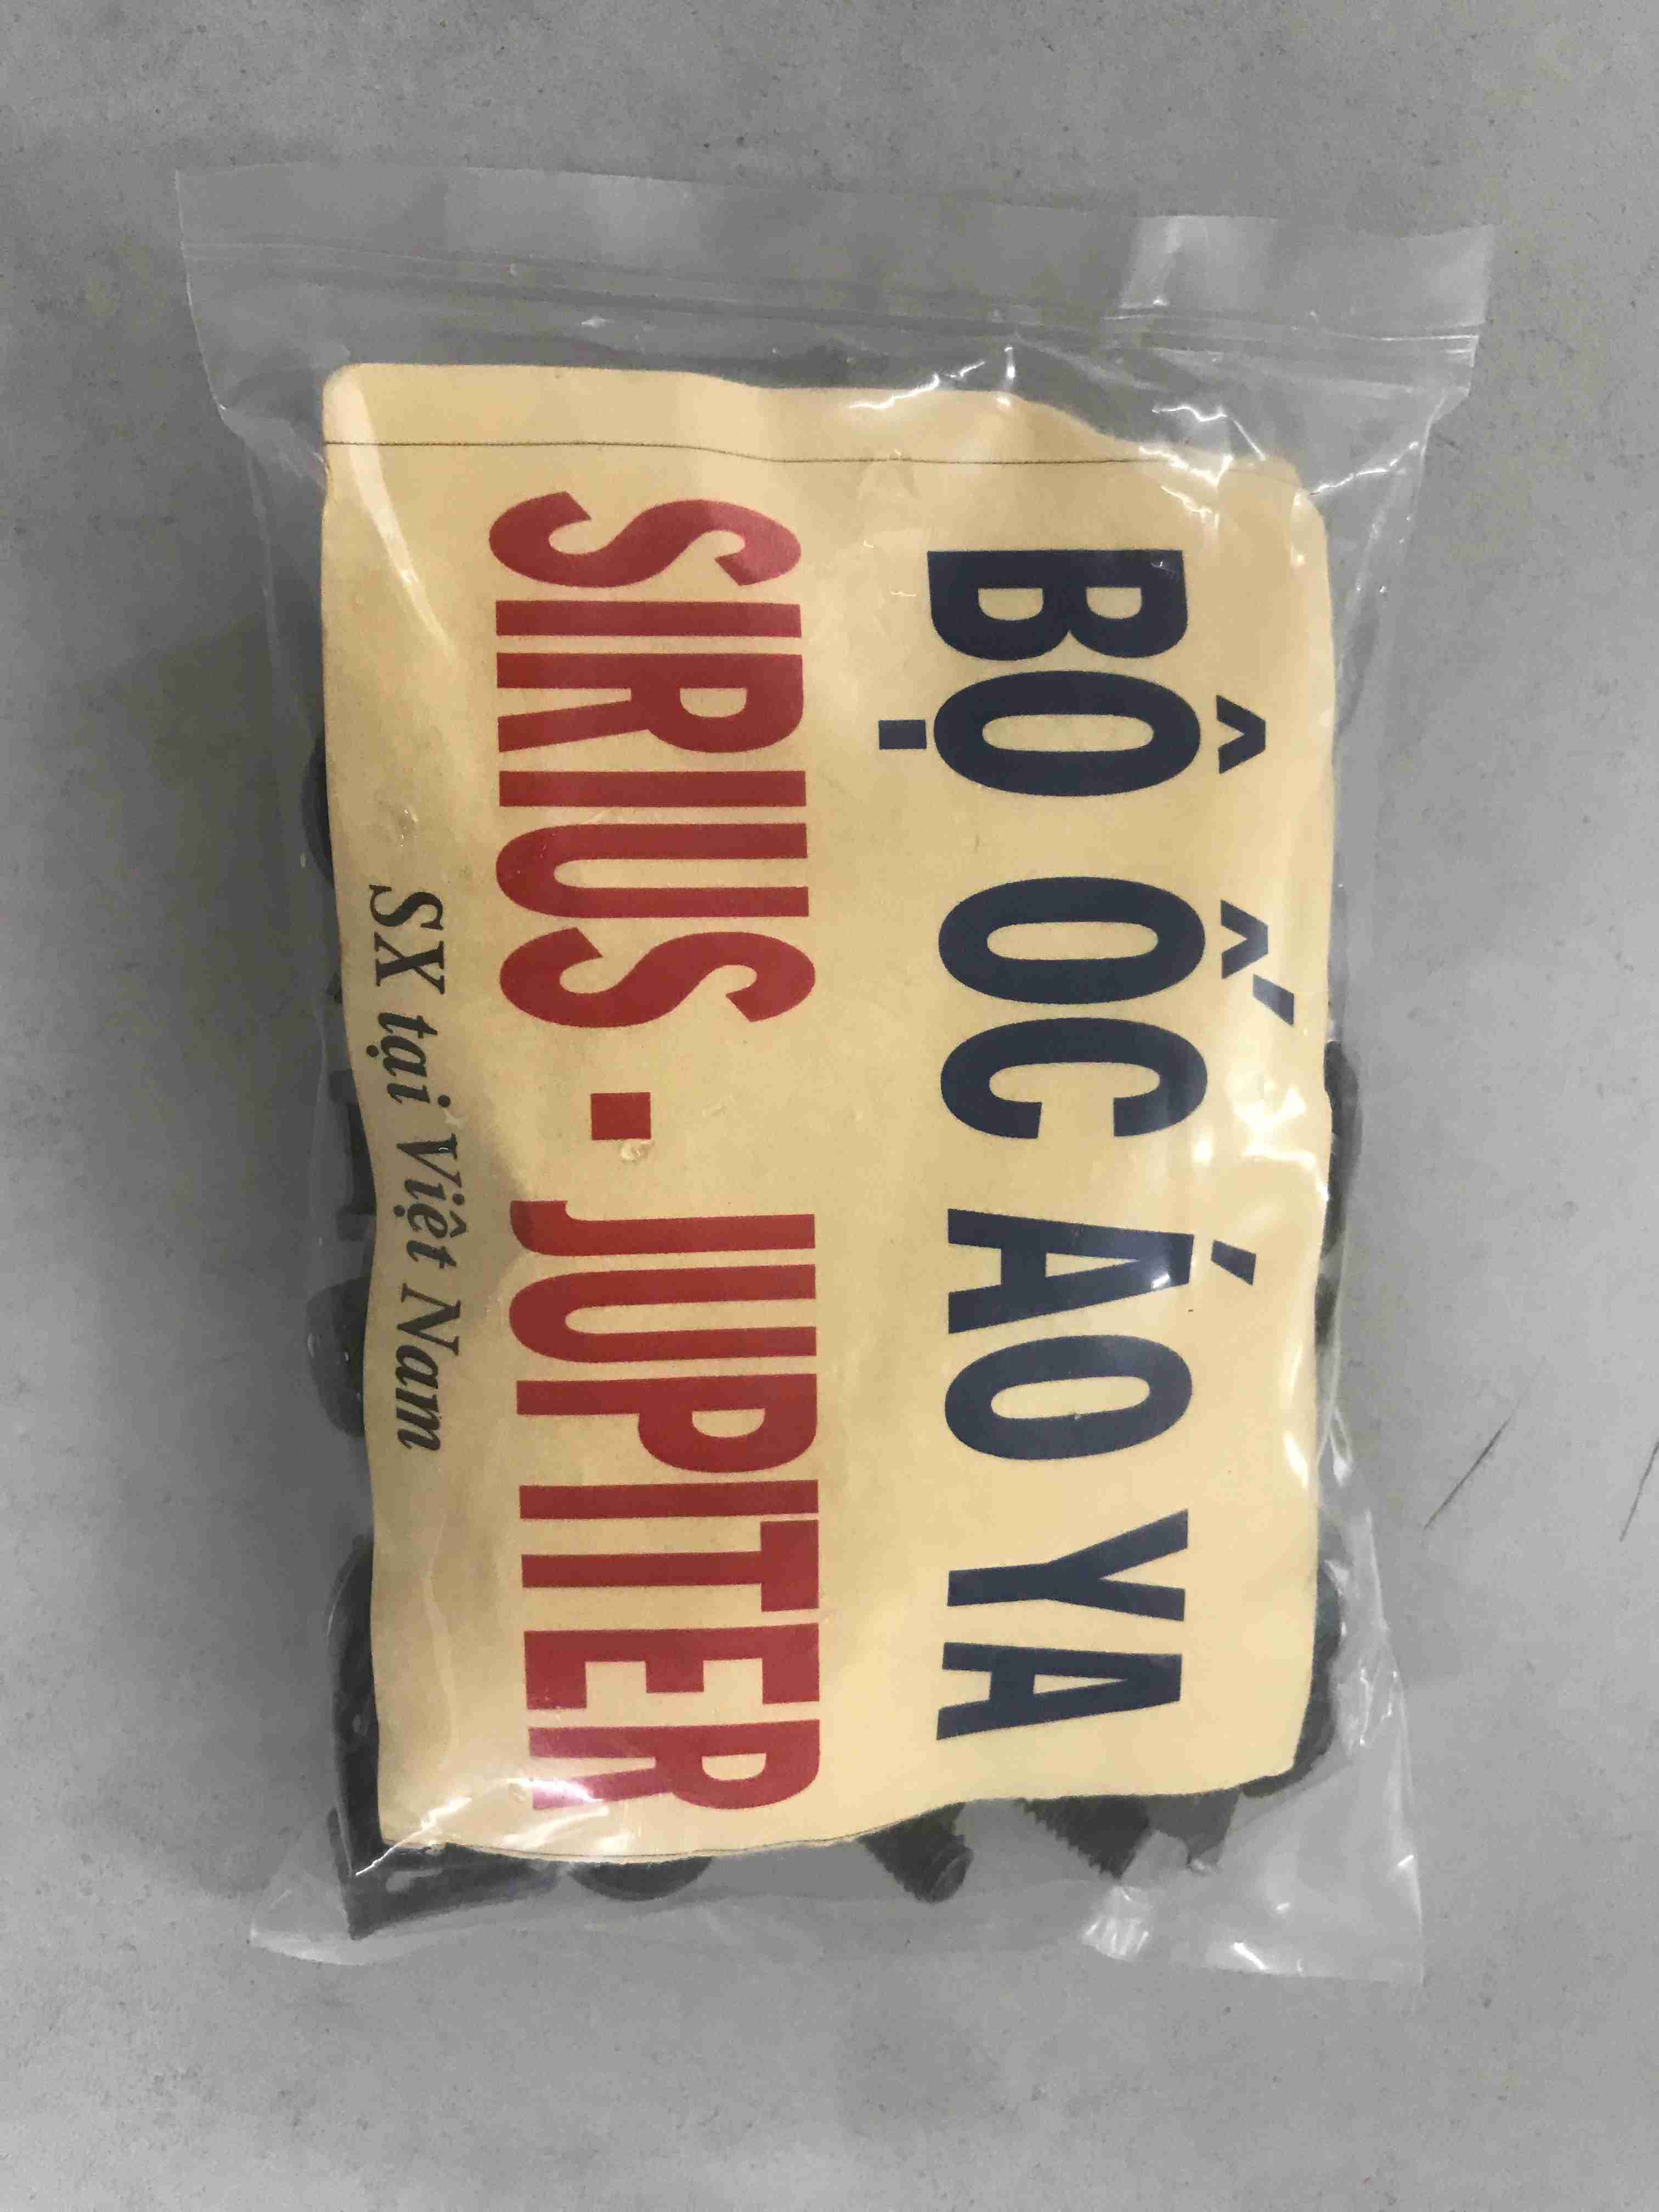 BỘ ỐC ÁO YA
SIRIUS - JUPITER
SX tại Việt Nam